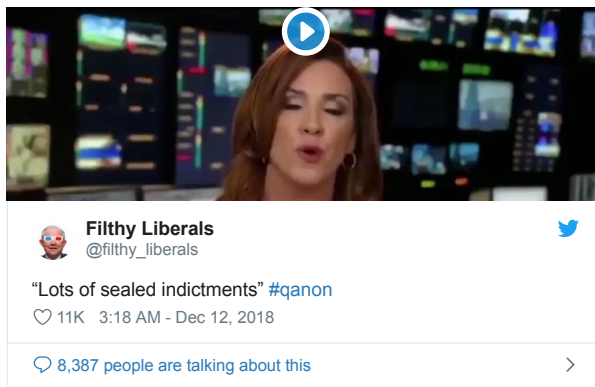 Filthy Liberals
@filthy_liberals
“Lots of sealed indictments” #qanon
11K 3:18 AM - Dec 12, 2018
8,387 people are talking about this